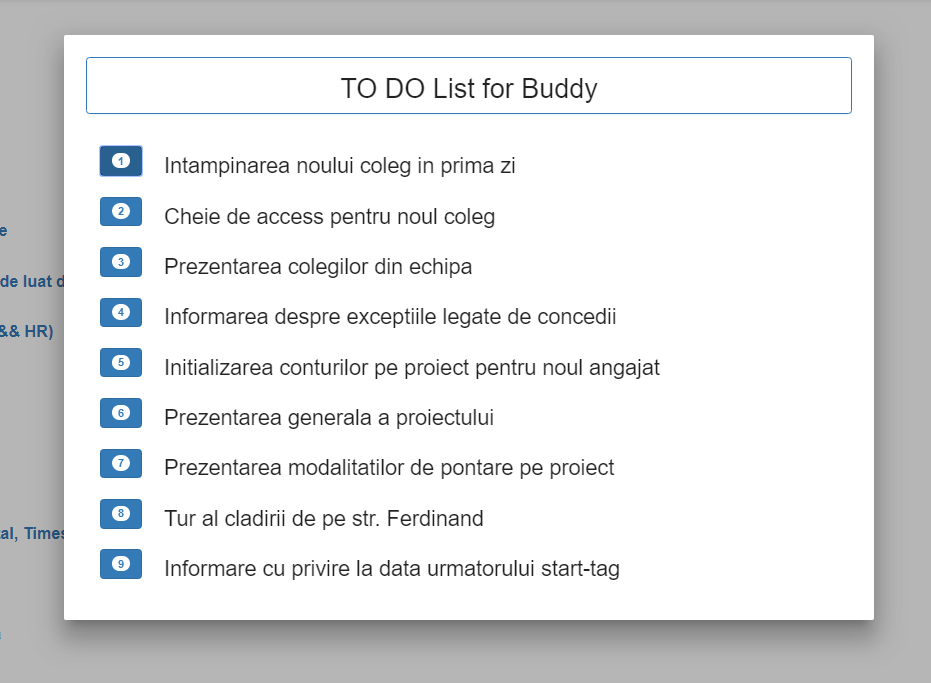 TO DO List for Buddy
1 Intampinarea noului coleg in prima zi
2 Cheie de access pentru noul coleg
e
3 Prezentarea colegilor din echipa
de luat d
4 Informarea despre exceptiile legate de concedii
&& HR)
5 Initializarea conturilor pe proiect pentru noul angajat
6 Prezentarea generala a proiectului
7 Prezentarea modalitatilor de pontare pe proiect
8 Tur al cladirii de pe str. Ferdinand
al, Times
9 Informare cu privire la data urmatorului start-tag